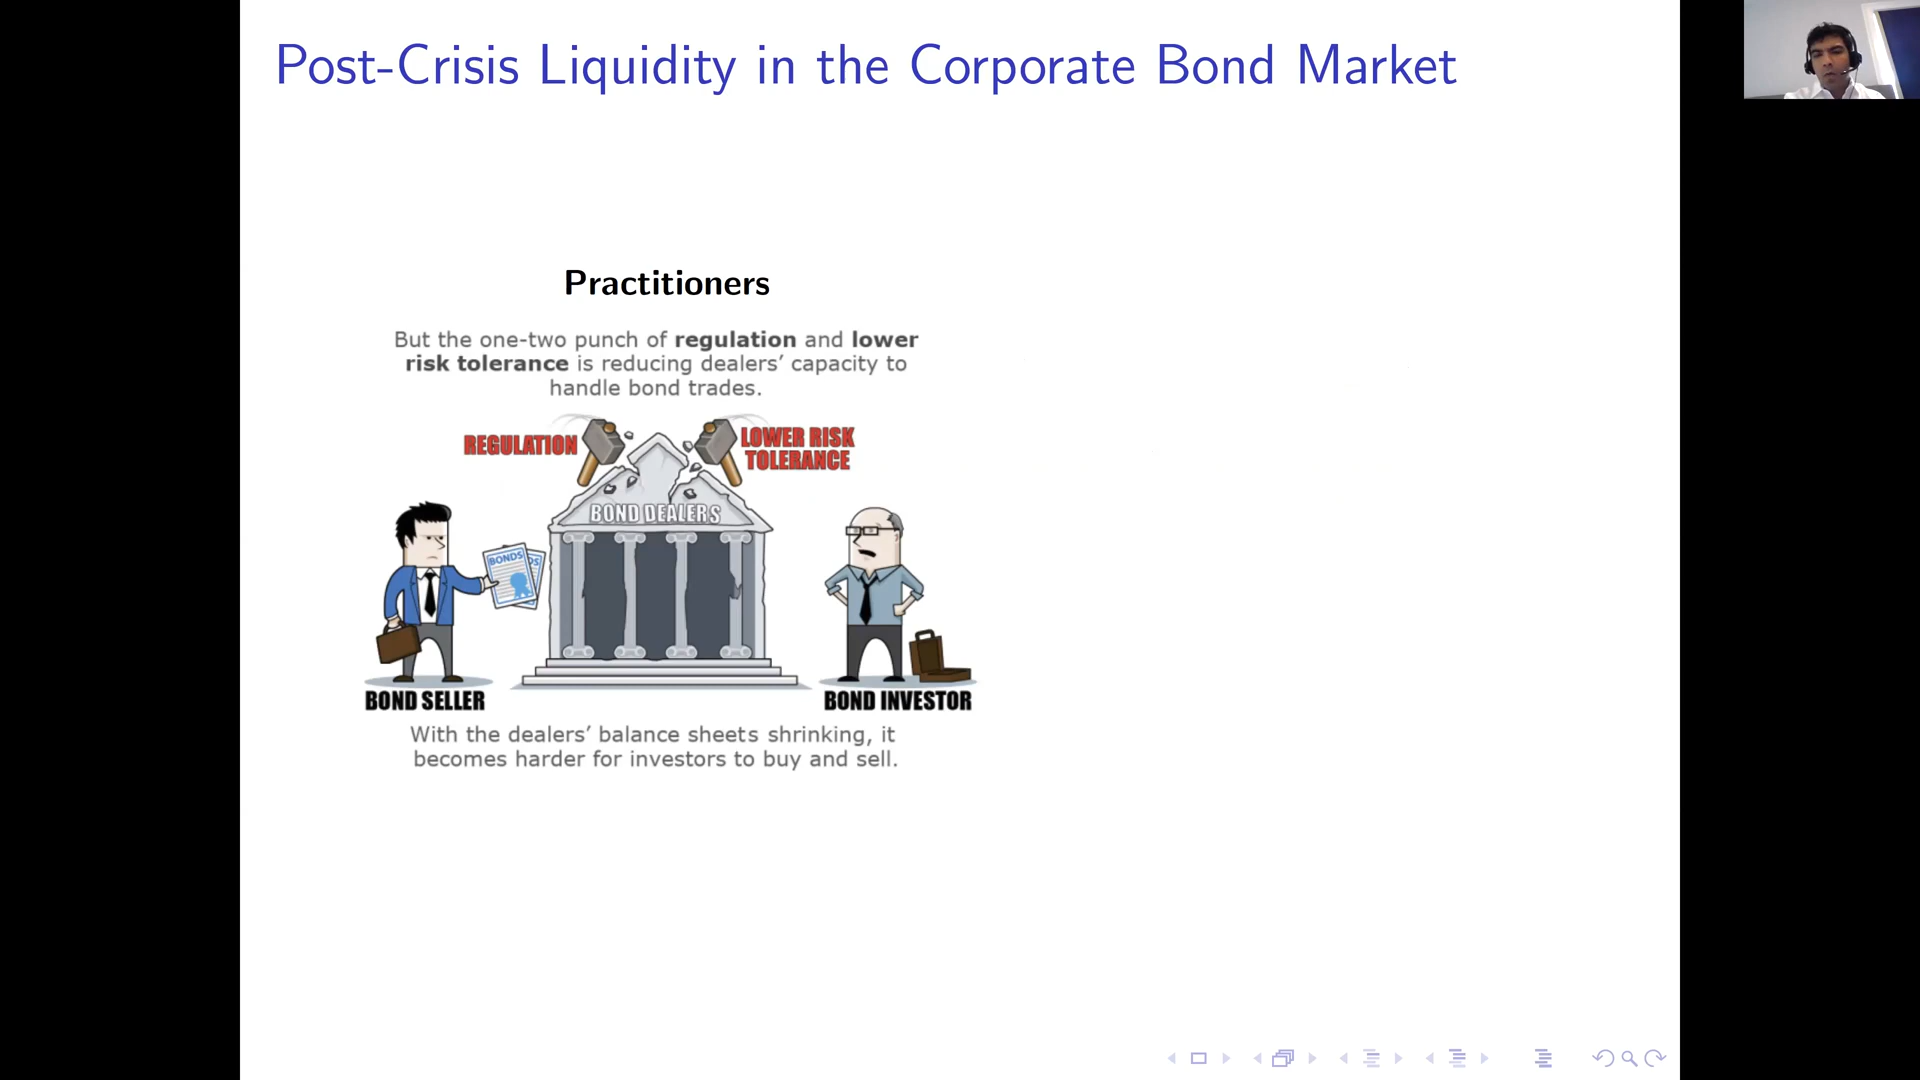 Post-Crisis Liquidity in the Corporate Bond Market
Practitioners
But the one-two punch of regulation and lower
risk tolerance is reducing dealers’ capacity to
handle bond trades.
REGULATION
LOWER RISK
TOLERANCE
BOND DEALERS
BONDS
DS
BOND SELLER
BOND INVESTOR
With the dealers’ balance sheets shrinking, it
becomes harder for investors to buy and sell.